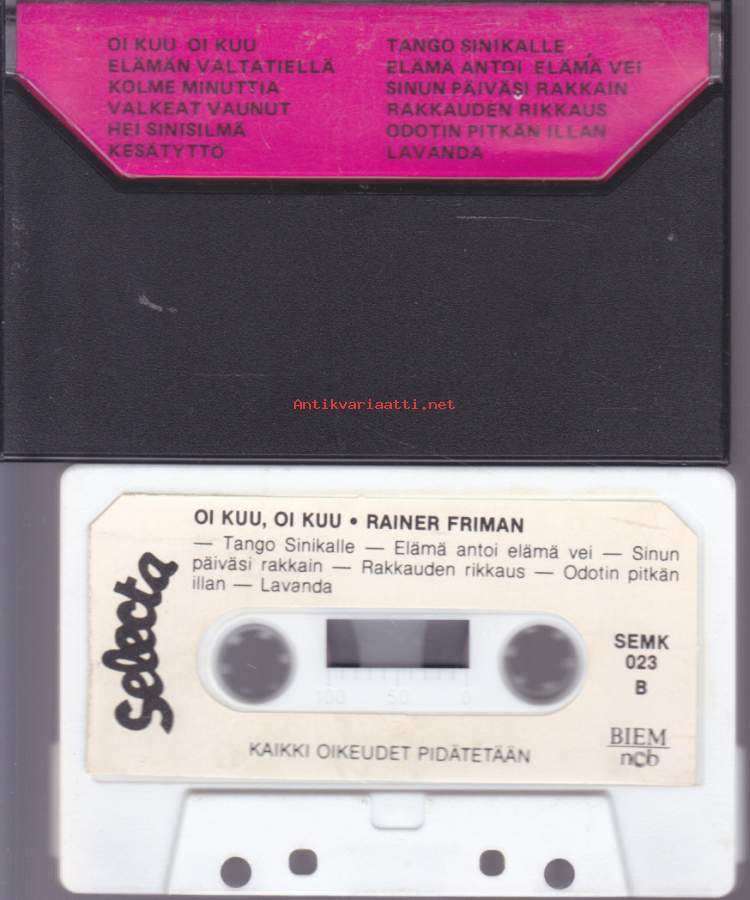 OI KUU OI KUU
ELÄMÄN VALTATIELLÄ
KOLME MINUTTIA
VALKEAT VAUNUT
HEI SINISILMÄ
KESÄTYTTÖ
TANGO SINIKALLE
ELÄMÄ ANTOI ELÄMÄ VEI
SINUN PÄIVÄSI RAKKAIN
RAKKAUDEN RIKKAUS
ODOTIN PITKÄN ILLAN
LAVANDA
Antikvariaatti.net
OI KUU, OI KUU • RAINER FRIMAN
— Tango Sinikalle — Elämä antoi elämä vei — Sinun
päiväsi rakkain — Rakkauden rikkaus — Odotin pitkän
illan — Lavanda
Selecta
SEMK
023
B
100 50 0
KAIKKI OIKEUDET PIDÄTETÄÄN
BIEM
ncb